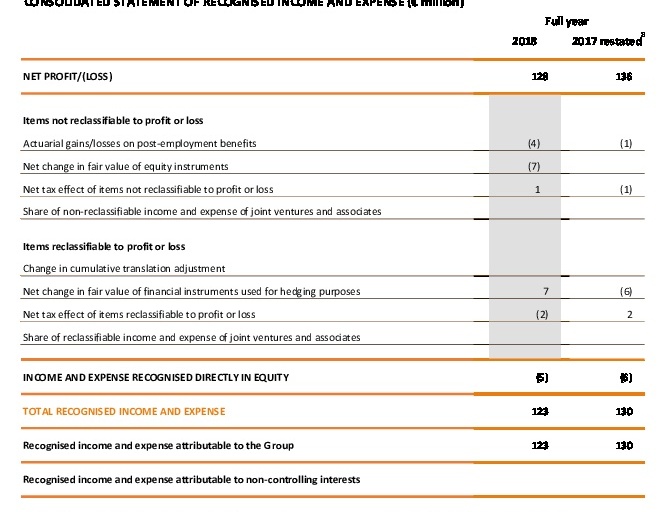 CONSOLIDATED STATEMENT OF RECOGNISED INCOME AND EXPENSE (€ million)
Full year
2018 2017 restated
NET PROFIT/(LOSS) 128 136
Items not reclassifiable to profit or loss
Actuarial gains/losses on post-employment benefits (4) (1)
Net change in fair value of equity instruments (7)
Net tax effect of items not reclassifiable to profit or loss 1 (1)
Share of non-reclassifiable income and expense of joint ventures and associates
Items reclassifiable to profit or loss
Change in cumulative translation adjustment
Net change in fair value of financial instruments used for hedging purposes 7 (6)
Net tax effect of items reclassifiable to profit or loss (2) 2
Share of reclassifiable income and expense of joint ventures and associates
INCOME AND EXPENSE RECOGNISED DIRECTLY IN EQUITY (5) (6)
TOTAL RECOGNISED INCOME AND EXPENSE 123 130
Recognised income and expense attributable to the Group 123 130
Recognised income and expense attributable to non-controlling interests